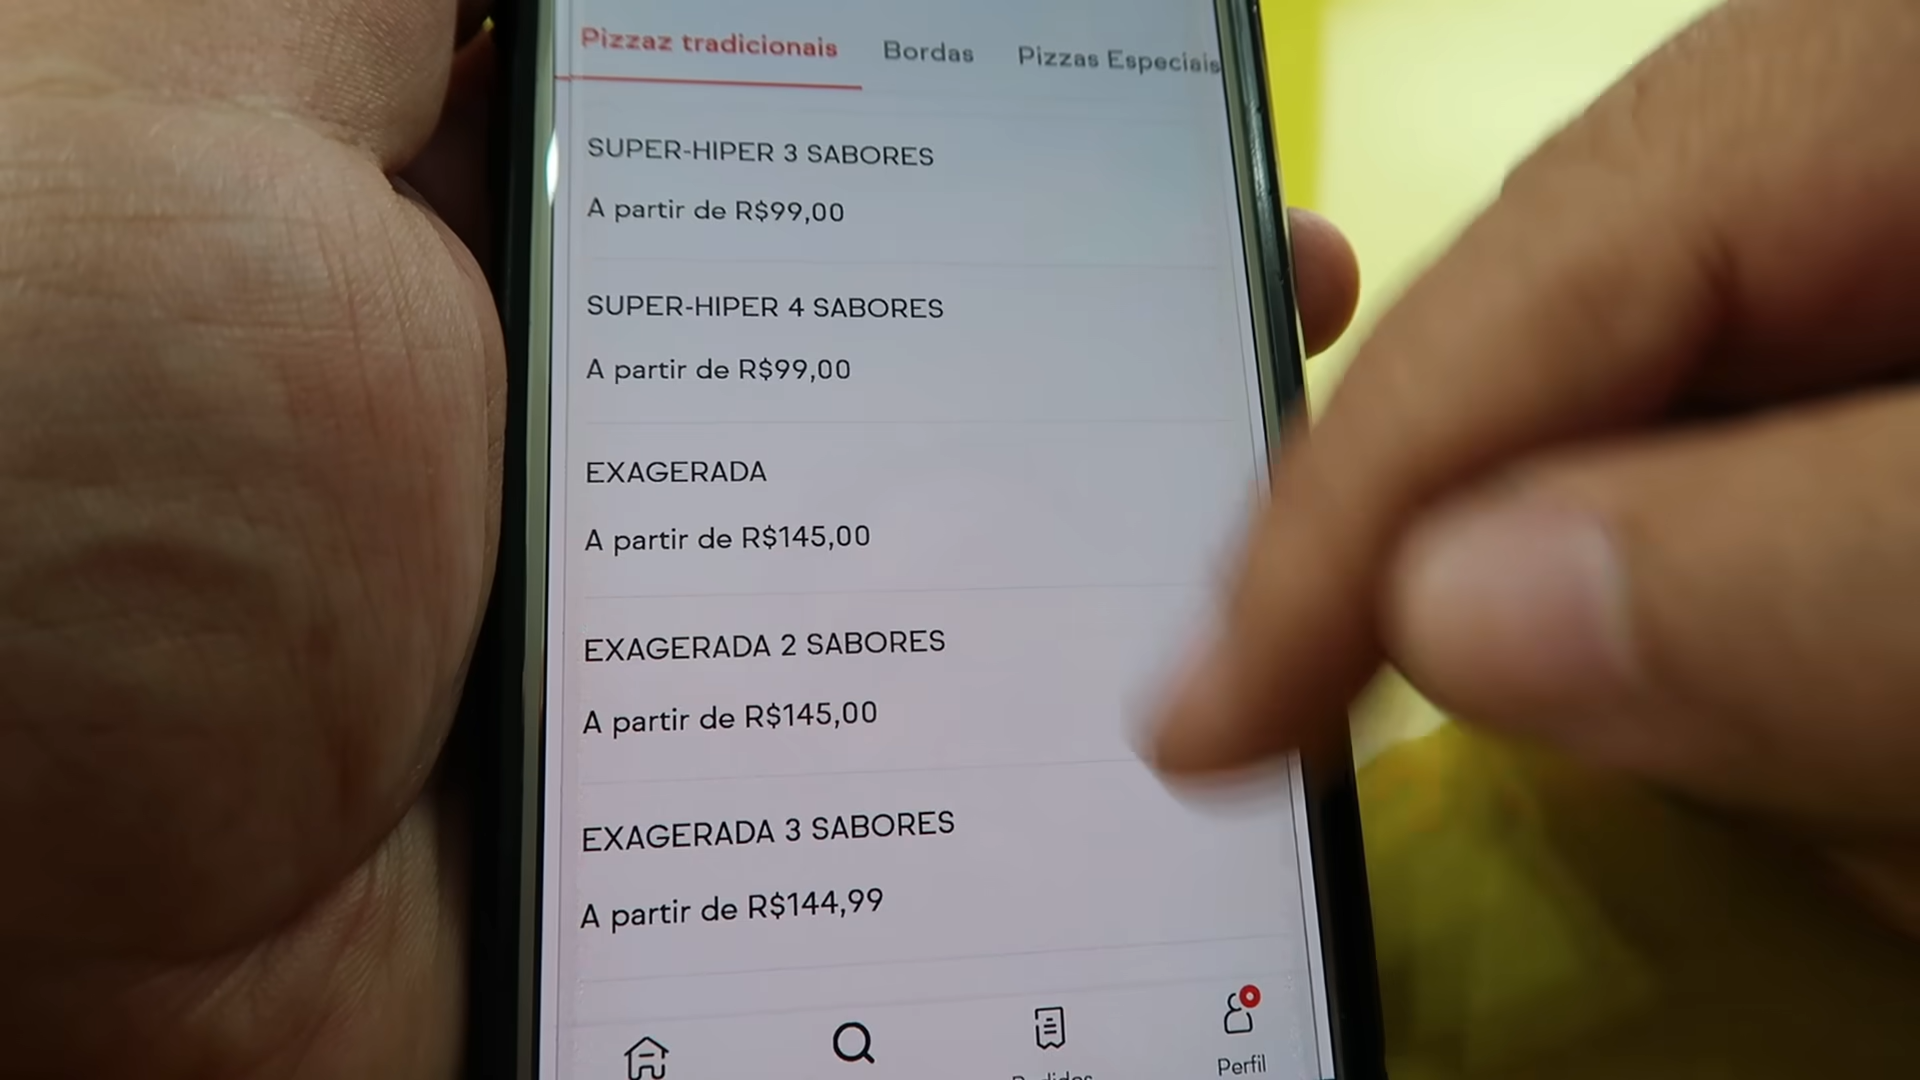 Pizzaz tradicionais Bordas Pizzas Especiais
SUPER-HIPER 3 SABORES
A partir de R$99,00
SUPER-HIPER 4 SABORES
A partir de R$99,00
EXAGERADA
A partir de R$145,00
EXAGERADA 2 SABORES
A partir de R$145,00
EXAGERADA 3 SABORES
A partir de R$144,99
Perfil